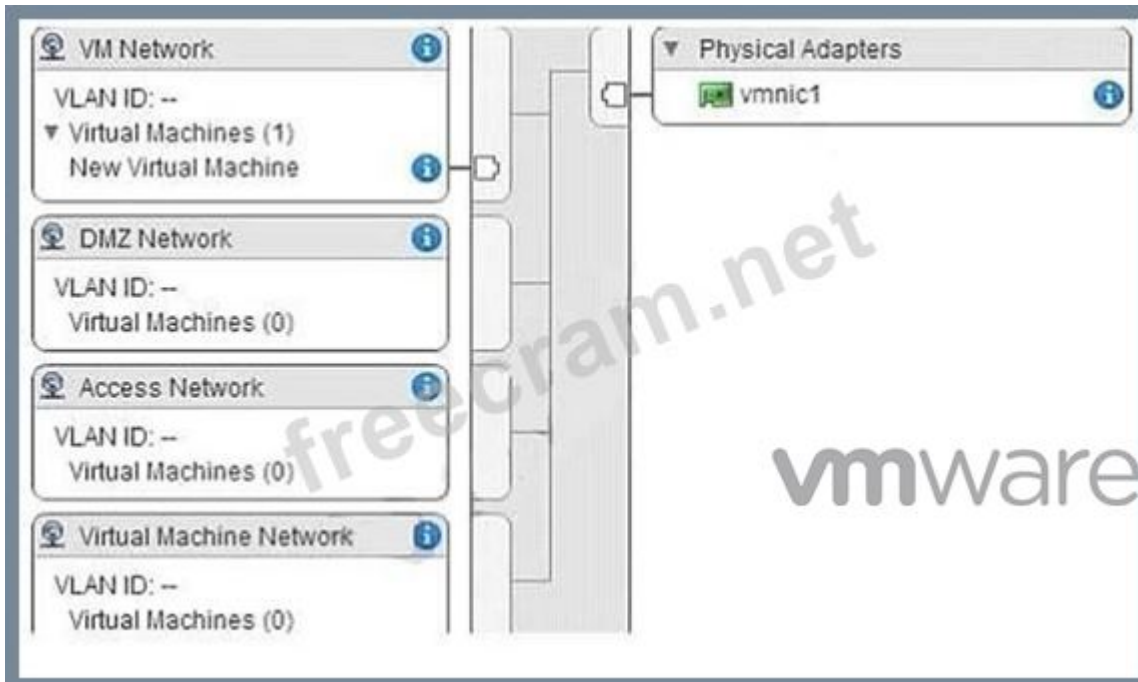 VM Network
VLAN ID: --
Virtual Machines (1)
New Virtual Machine
DMZ Network
VLAN ID: --
Virtual Machines (0)
Access Network
VLAN ID: --
Virtual Machines (0)
Virtual Machine Network
VLAN ID: --
Virtual Machines (0)
Physical Adapters
vmnic1
freecram.net
vmware